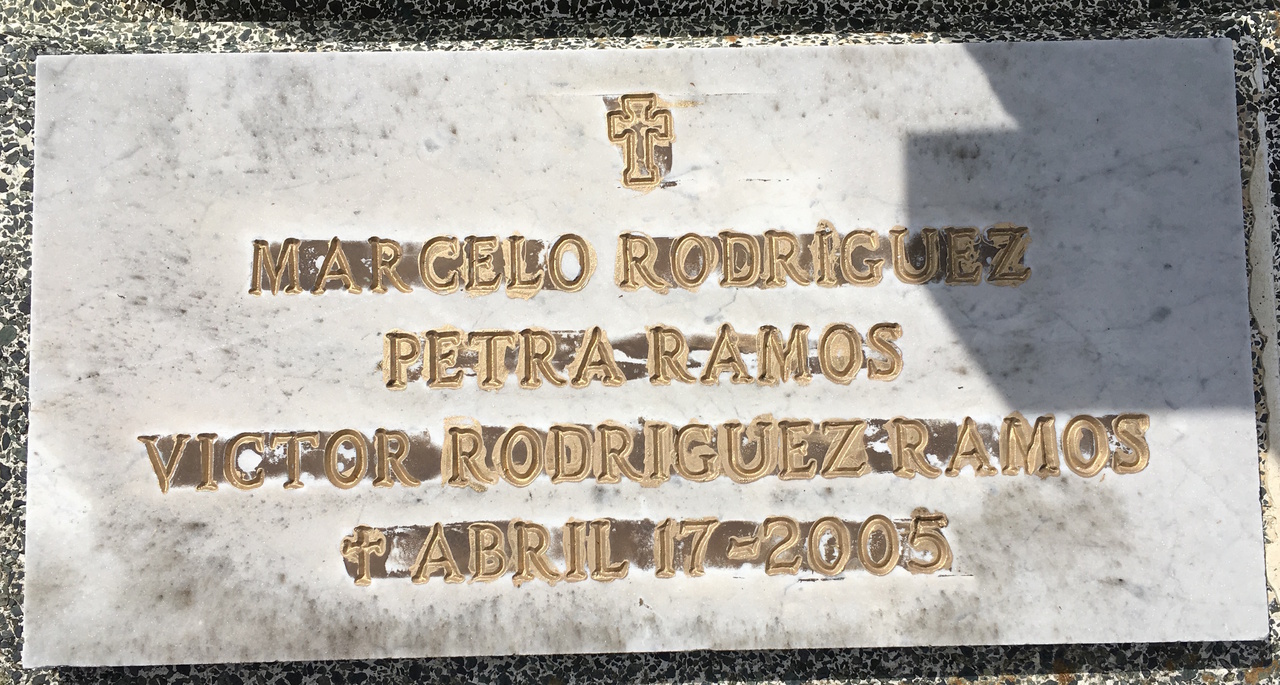 MARCELO RODRÍGUEZ
PETRA RAMOS
VICTOR RODRIGUEZ RAMOS
† ABRIL 17-2005